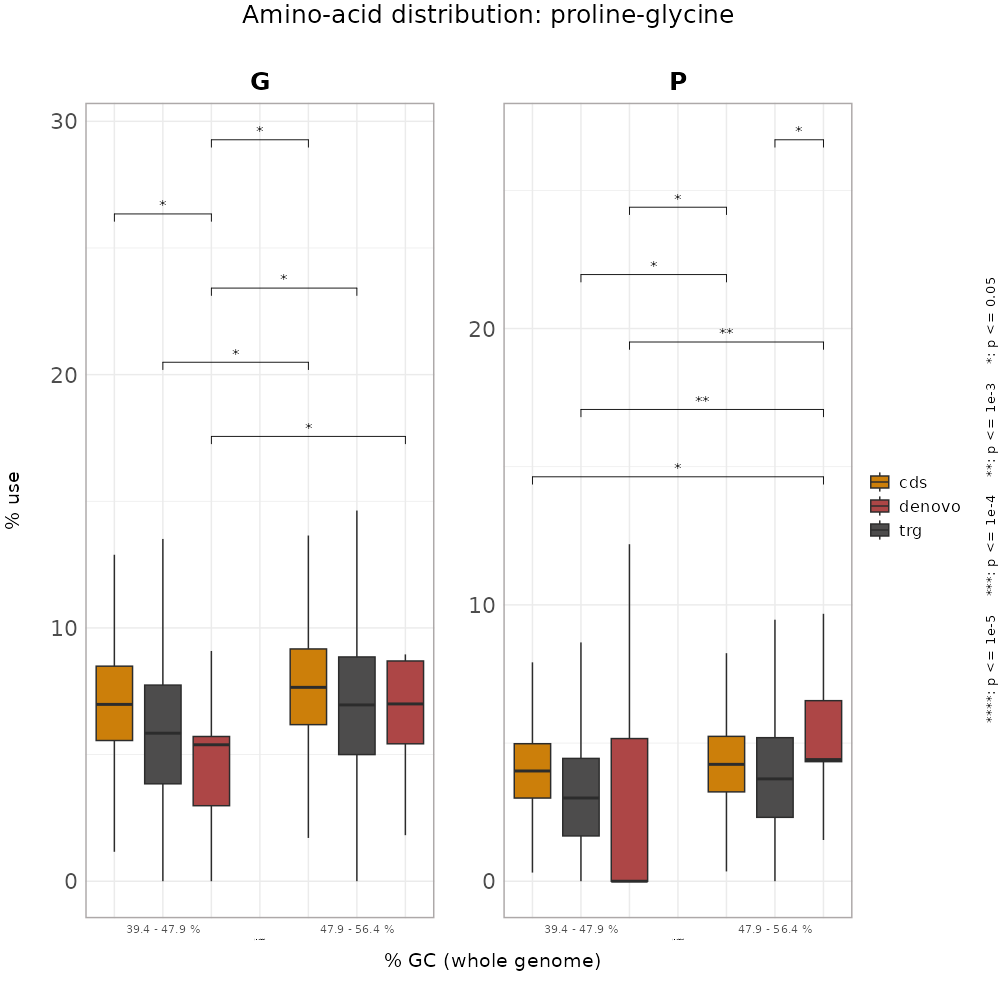 Amino-acid distribution: proline-glycine
G
P
30
20
10
0
20
10
0
*
*
*
*
*
*
*
*
**
**
*
% use
39.4 - 47.9 %
47.9 - 56.4 %
39.4 - 47.9 %
47.9 - 56.4 %
% GC (whole genome)
cds
denovo
trg
****: p <= 1e-5 ***: p <= 1e-4 **: p <= 1e-3 *: p <= 0.05